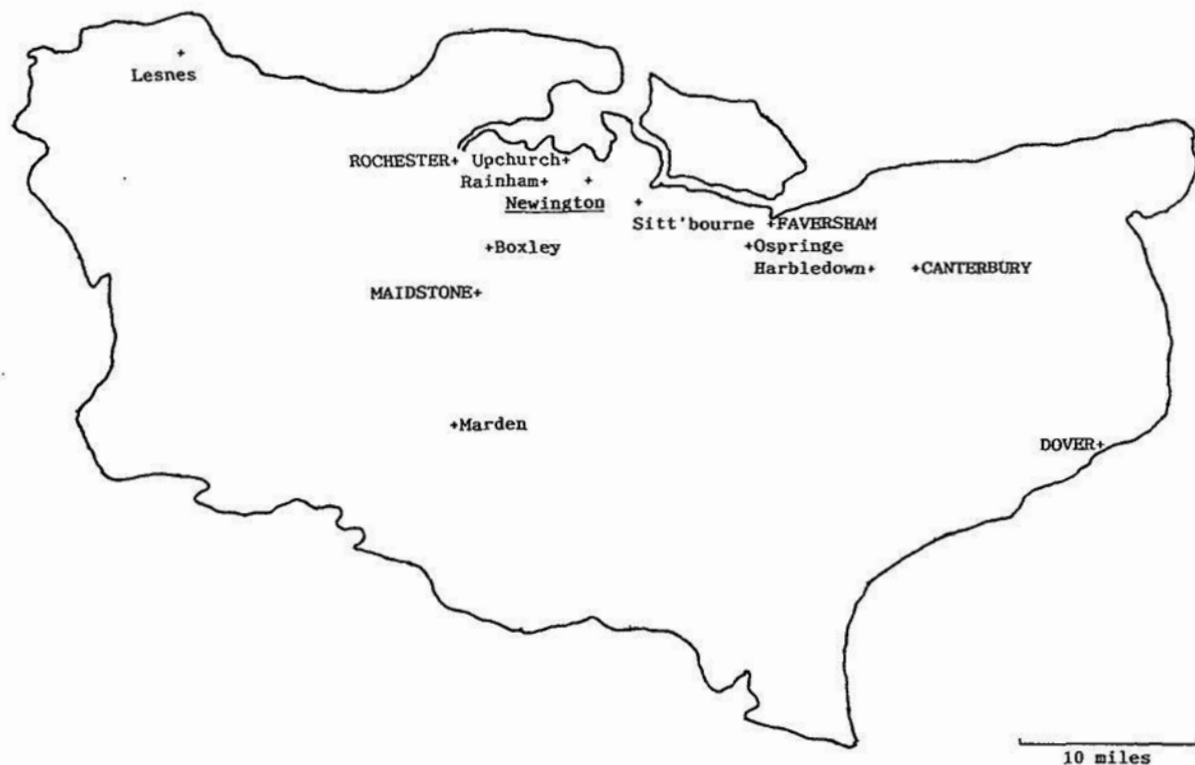 Lesnes
ROCHESTER+ Upchurch+
Rainham+ +
Newington +
Sitt'bourne +FAVERSHAM
+Boxley +Ospringe
Harbledown+ +CANTERBURY
MAIDSTONE+
+Marden
DOVER+
10 miles